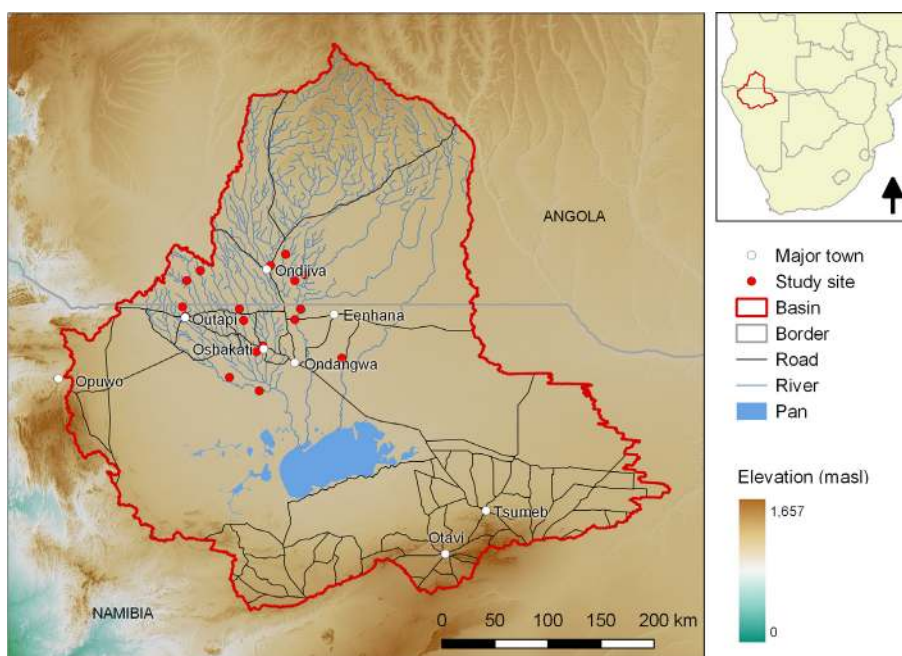 ANGOLA
Ondjiva
Outapi
Eenhana
Oshakati
Ondangwa
Opuwo
Tsumeb
Otavi
NAMIBIA
0 50 100 150 200 km
Major town
Study site
Basin
Border
Road
River
Pan
Elevation (masl)
1,657
0